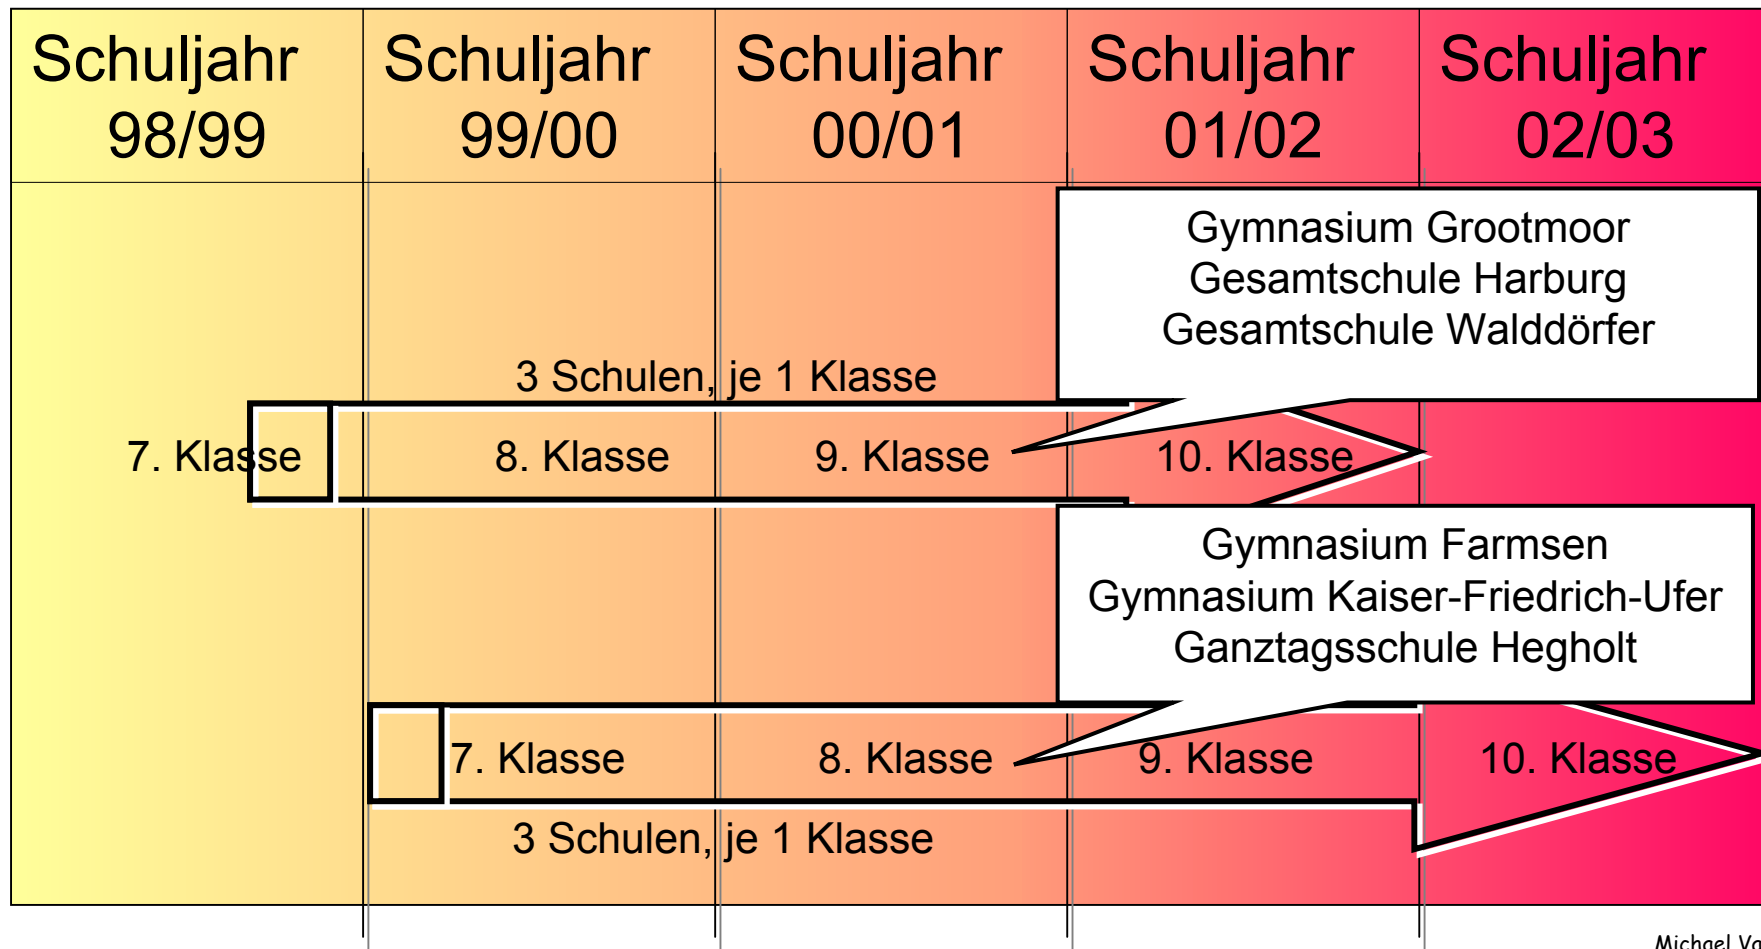 Schuljahr 98/99
Schuljahr 99/00
Schuljahr 00/01
Schuljahr 01/02
Schuljahr 02/03
Gymnasium Grootmoor
Gesamtschule Harburg
Gesamtschule Walddörfer
3 Schulen, je 1 Klasse
7. Klasse 8. Klasse 9. Klasse 10. Klasse
Gymnasium Farmsen
Gymnasium Kaiser-Friedrich-Ufer
Ganztagsschule Hegholt
7. Klasse 8. Klasse 9. Klasse 10. Klasse
3 Schulen, je 1 Klasse
Michael